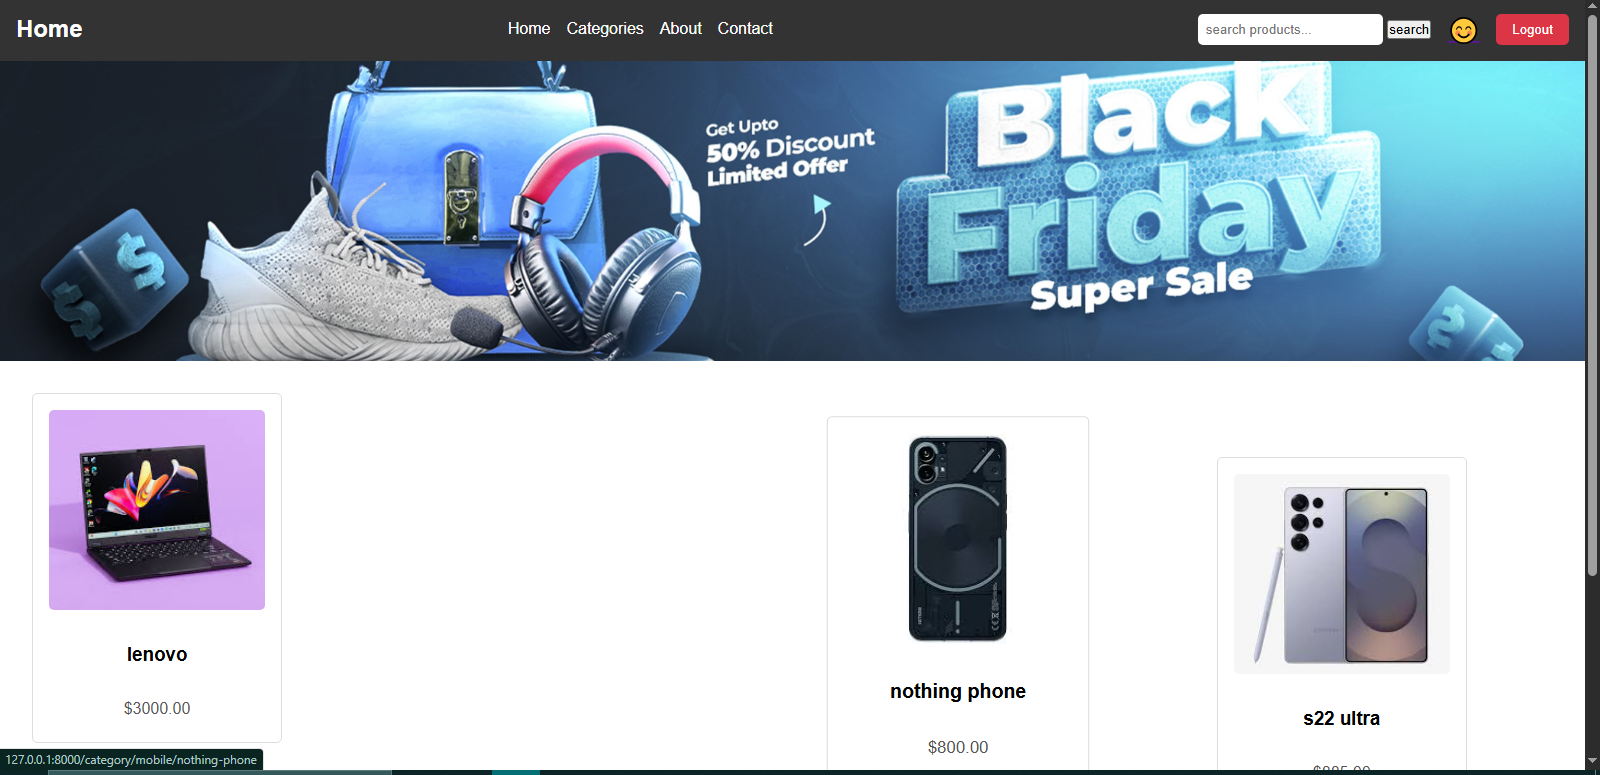 Home
Home Categories About Contact
search products...
search
Logout
Get Upto
50% Discount
Limited Offer
Black
Friday
Super Sale
$
$
lenovo
$3000.00
nothing phone
$800.00
s22 ultra
127.0.0.1:8000/category/mobile/nothing-phone